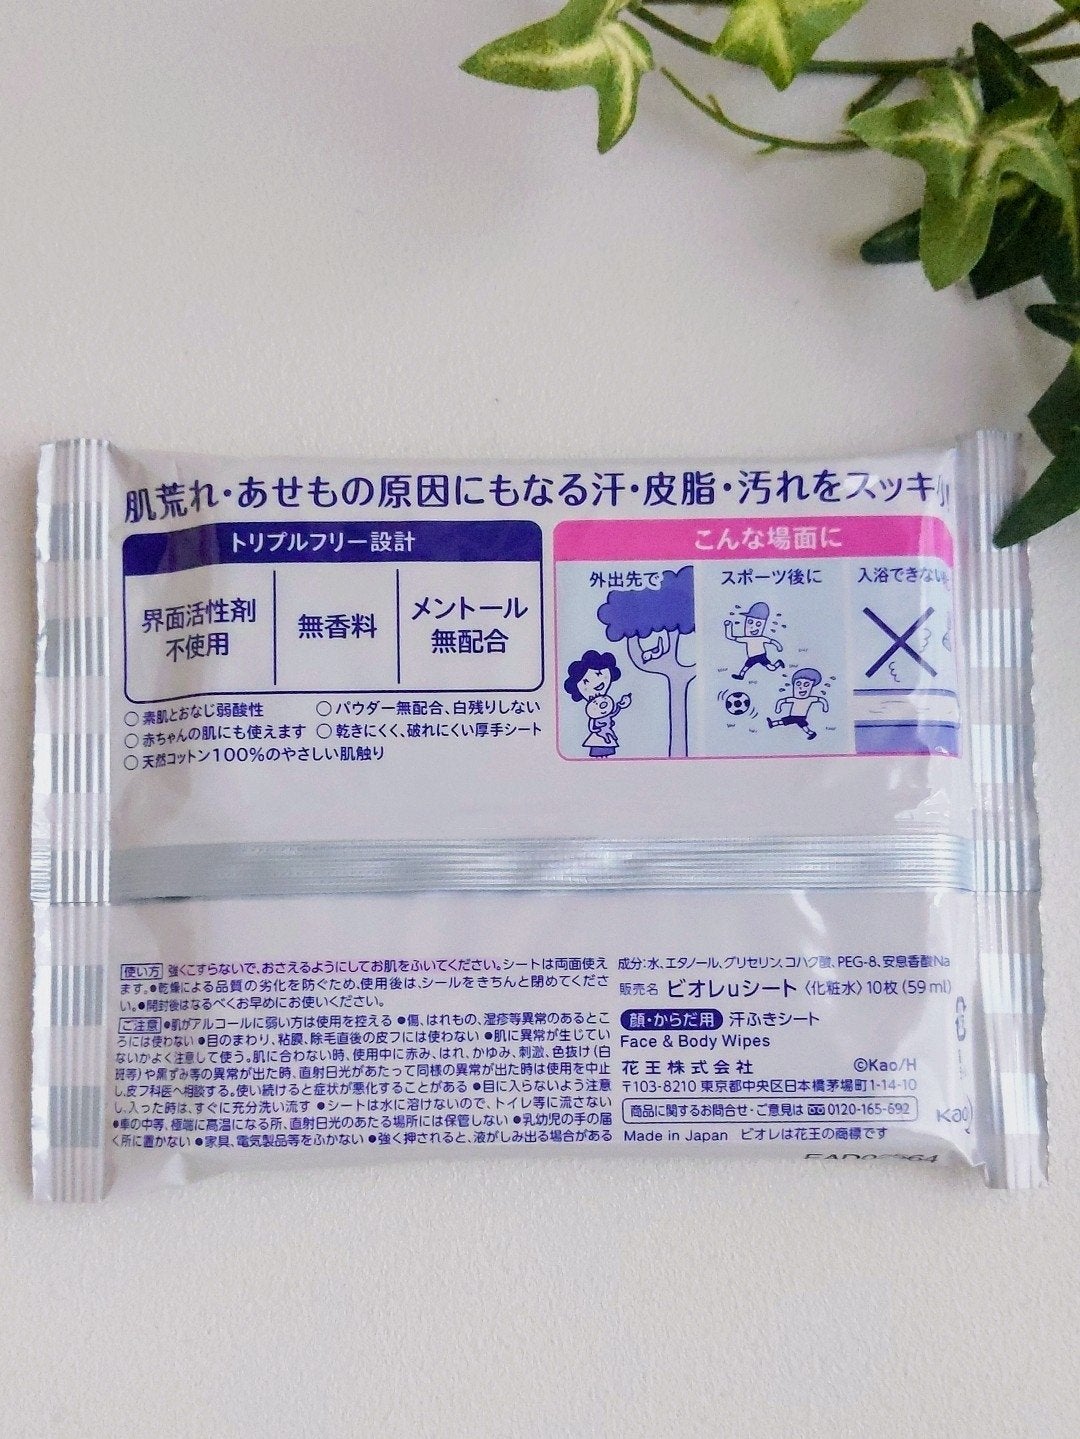 肌荒れ・あせもの原因にもなる汗・皮脂・汚れをスッキリ
トリプルフリー設計
界面活性剤
不使用
無香料
メントール
無配合
○素肌とおなじ弱酸性
○パウダー無配合、白残りしない
○赤ちゃんの肌にも使えます
○乾きにくく、破れにくい厚手シート
○天然コットン100%のやさしい肌触り
こんな場面に
外出先で
スポーツ後に
入浴できない
使い方 強くこすらないで、おさえるようにしてお肌をふいてください。シートは両面使え
ます。●乾燥による品質の劣化を防ぐため、使用後は、シールをきちんと閉めてくださ
い。●開封後はなるべくお早めにお使いください。
ご注意 ●肌がアルコールに弱い方は使用を控える ●傷、はれもの、湿疹等異常のあるとこ
ろには使わない ●目のまわり、粘膜、除毛直後の皮フには使わない ●肌に異常が生じてい
ないかよく注意して使う。肌に合わない時、使用中に赤み、はれ、かゆみ、刺激、色抜け(白
斑等)や黒ずみ等の異常が出た時、直射日光があたって同様の異常が出た時は使用を中止
し、皮フ科医へ相談する。使い続けると症状が悪化することがある ●目に入らないよう注意
し、入った時は、すぐに充分洗い流す ●シートは水に溶けないので、トイレ等に流さない
●車の中等、極端に高温になる所、直射日光のあたる場所には保管しない ●乳幼児の手の届
く所に置かない ●家具、電気製品等をふかない ●強く押されると、液がしみ出る場合がある
成分:水、エタノール、グリセリン、コハク酸、PEG-8、安息香酸Na
販売名 ビオレuシート〈化粧水〉10枚(59ml)
顔・からだ用 汗ふきシート
Face & Body Wipes
花王株式会社 ©Kao/H
〒103-8210 東京都中央区日本橋茅場町1-14-10
商品に関するお問合せ・ご意見は 0120-165-692
Kao
Made in Japan ビオレは花王の商標です